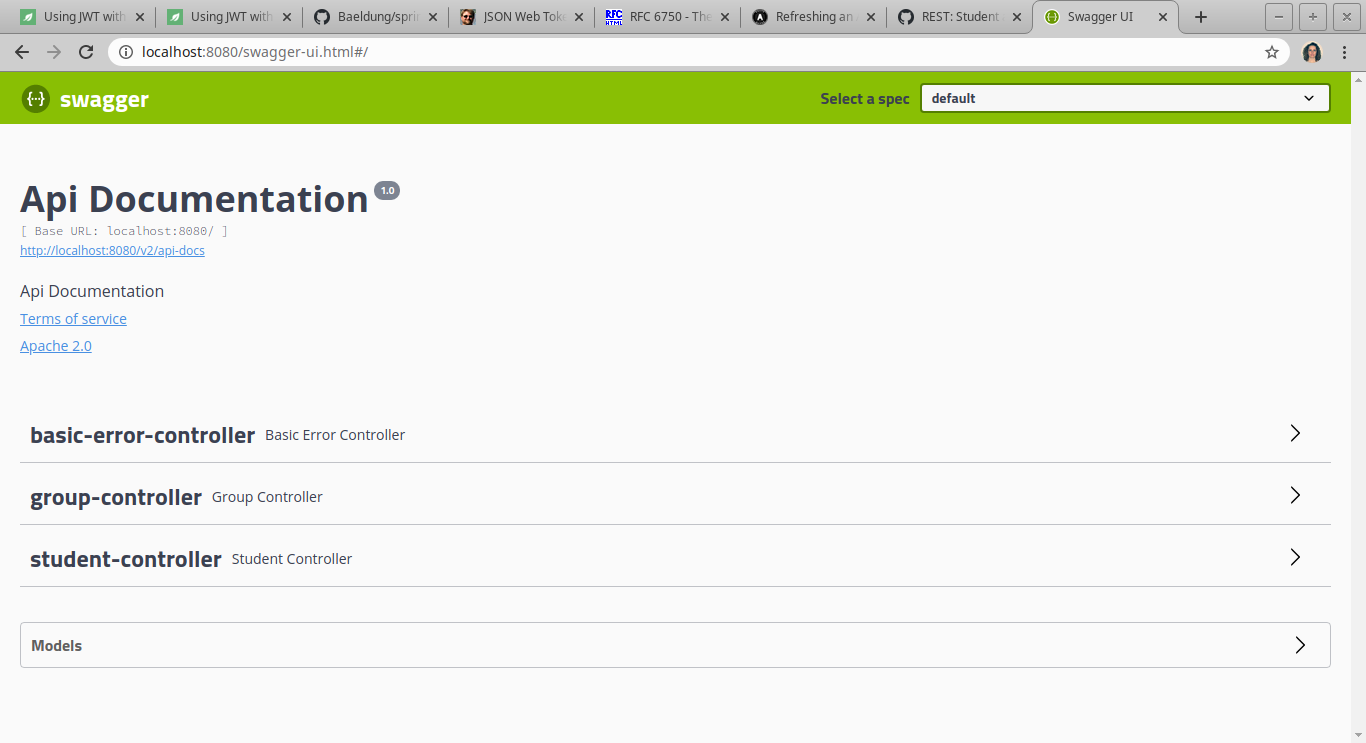 Using JWT with
Using JWT with
Baeldung/spri
JSON Web Tok
RFC HTML
RFC 6750 - The
Refreshing an
REST: Student
Swagger UI
localhost:8080/swagger-ui.html#/
{··} swagger
Select a spec
default
Api Documentation 1.0
[ Base URL: localhost:8080/ ]
http://localhost:8080/v2/api-docs
Api Documentation
Terms of service
Apache 2.0
basic-error-controller Basic Error Controller
group-controller Group Controller
student-controller Student Controller
Models